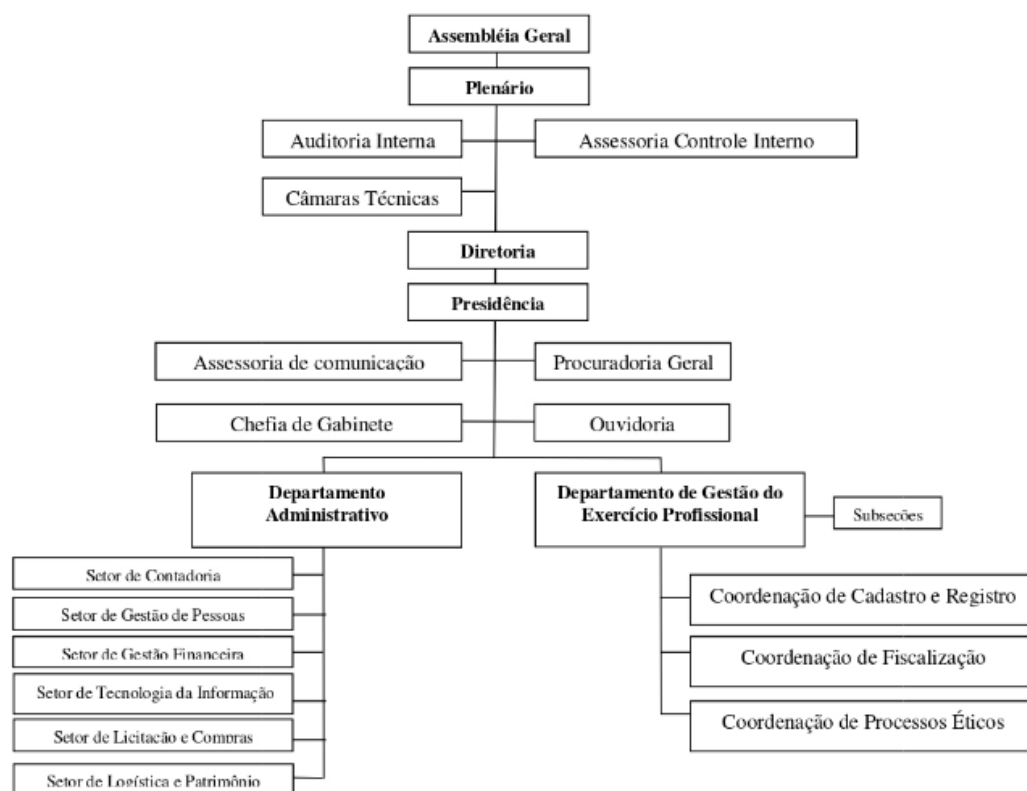 Assembléia Geral
Plenário
Auditoria Interna
Assessoria Controle Interno
Câmaras Técnicas
Diretoria
Presidência
Assessoria de comunicação
Procuradoria Geral
Chefia de Gabinete
Ouvidoria
Departamento
Administrativo
Departamento de Gestão do
Exercício Profissional
Subsecões
Setor de Contadoria
Setor de Gestão de Pessoas
Setor de Gestão Financeira
Setor de Tecnologia da Informação
Setor de Licitacão e Compras
Setor de Logística e Patrimônio
Coordenação de Cadastro e Registro
Coordenação de Fiscalização
Coordenação de Processos Éticos